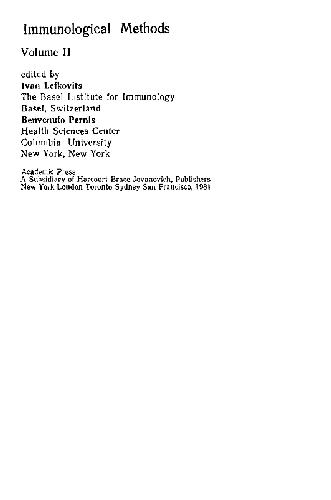 Immunological Methods
Volume II
edited by
Ivan Lefkovits
The Basel Institute for Immunology
Basel, Switzerland
Benvenuto Pernis
Health Sciences Center
Columbia University
New York, New York
Academic Press
A Subsidiary of Harcourt Brace Jovanovich, Publishers
New York London Toronto Sydney San Francisco, 1981